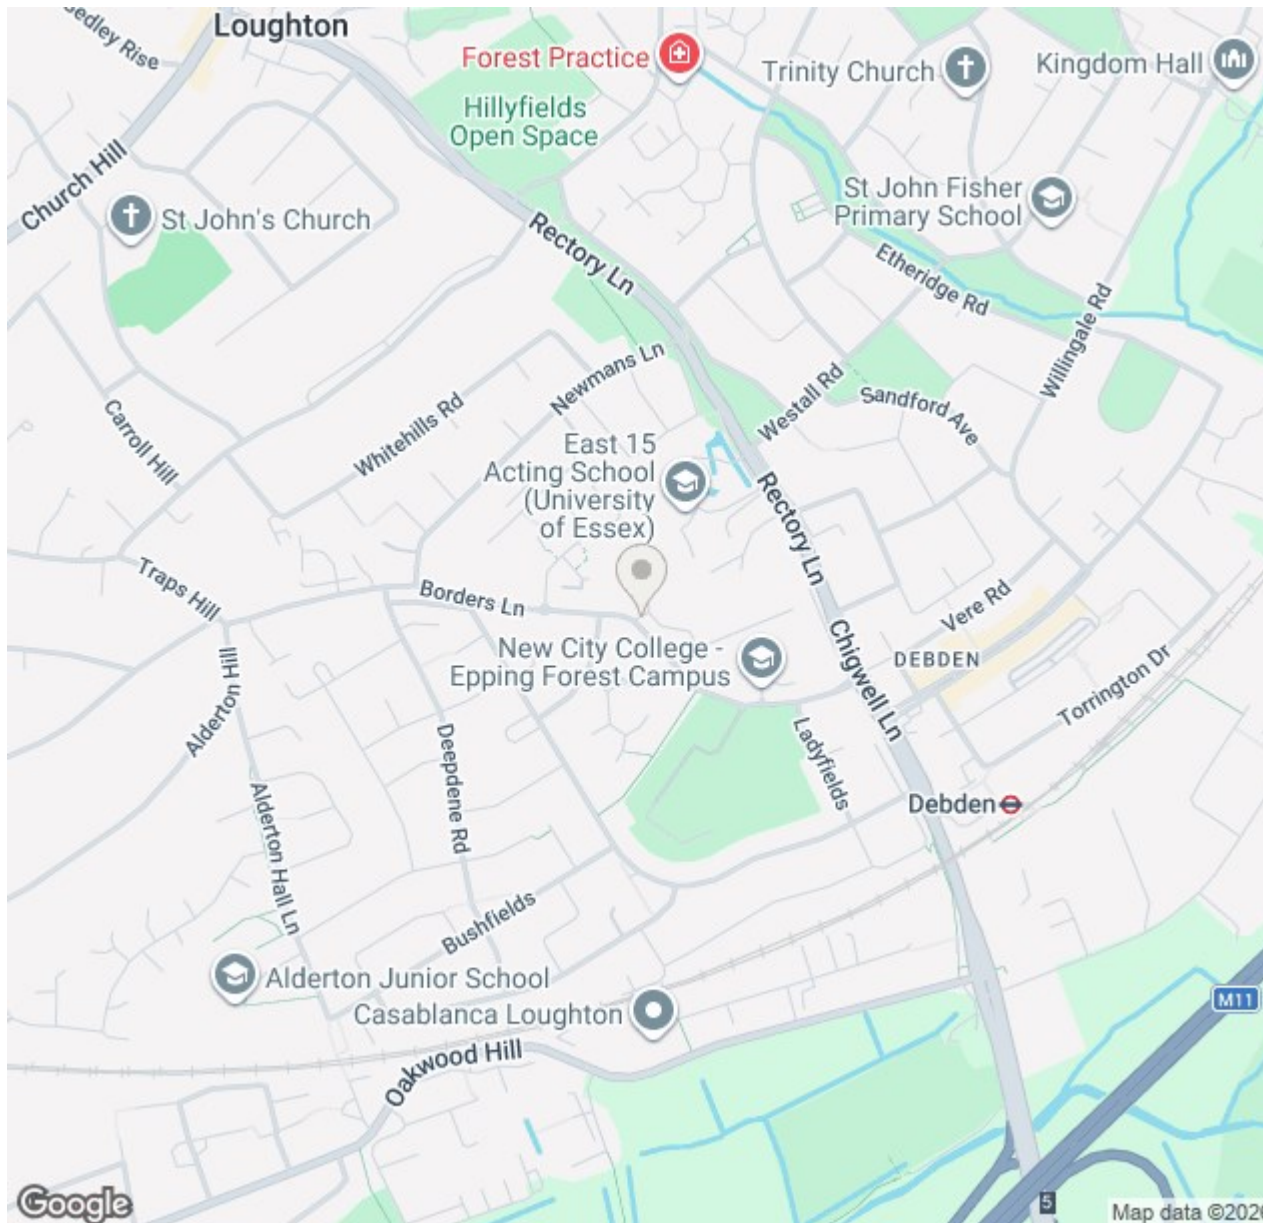 Loughton
Sedley Rise
Forest Practice
Trinity Church
Kingdom Hall
Hillyfields
Open Space
Church Hill
St John's Church
St John Fisher
Primary School
Rectory Ln
Etheridge Rd
Willingale Rd
Newmans Ln
Westall Rd
Sandford Ave
Carroll Hill
Whitehills Rd
East 15
Acting School
(University
of Essex)
Rectory Ln
Traps Hill
Borders Ln
Vere Rd
Chigwell Ln
New City College -
Epping Forest Campus
DEBDEN
Torrington Dr
Alderton Hill
Deepdene Rd
Ladyfields
Debden
Alderton Hall Ln
Bushfields
Alderton Junior School
Casablanca Loughton
M11
Oakwood Hill
5
Google
Map data ©2026